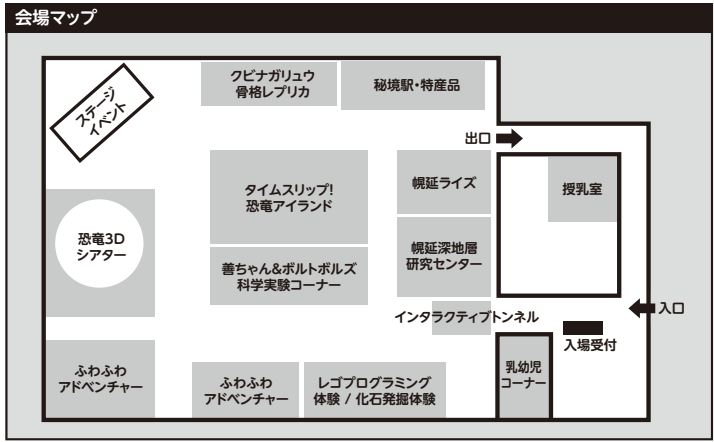 会場マップ
ステージ
イベント
クビナガリュウ
骨格レプリカ
秘境駅・特産品
出口
タイムスリップ!
恐竜アイランド
幌延ライズ
授乳室
恐竜3D
シアター
善ちゃん&ボルトボルズ
科学実験コーナー
幌延深地層
研究センター
インタラクティブトンネル
入口
入場受付
ふわふわ
アドベンチャー
ふわふわ
アドベンチャー
レゴプログラミング
体験 / 化石発掘体験
乳幼児
コーナー